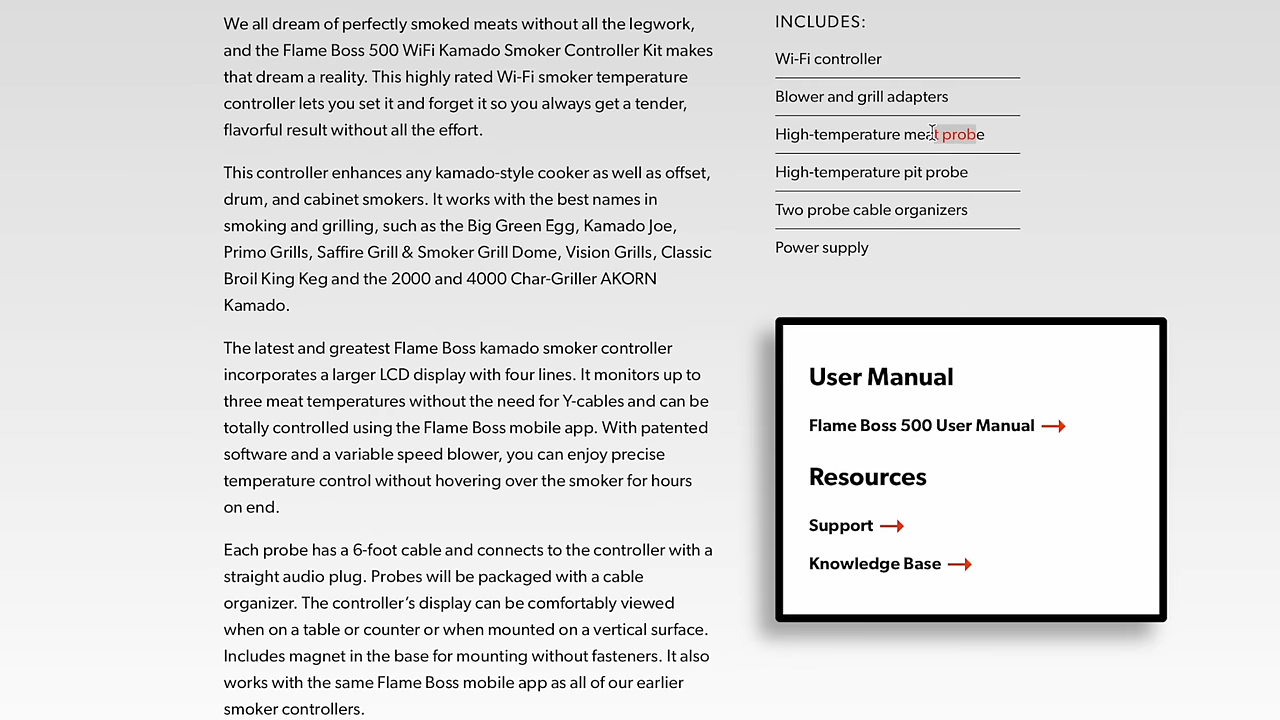 We all dream of perfectly smoked meats without all the legwork,
and the Flame Boss 500 WiFi Kamado Smoker Controller Kit makes
that dream a reality. This highly rated Wi-Fi smoker temperature
controller lets you set it and forget it so you always get a tender,
flavorful result without all the effort.
This controller enhances any kamado-style cooker as well as offset,
drum, and cabinet smokers. It works with the best names in
smoking and grilling, such as the Big Green Egg, Kamado Joe,
Primo Grills, Saffire Grill & Smoker Grill Dome, Vision Grills, Classic
Broil King Keg and the 2000 and 4000 Char-Griller AKORN
Kamado.
The latest and greatest Flame Boss kamado smoker controller
incorporates a larger LCD display with four lines. It monitors up to
three meat temperatures without the need for Y-cables and can be
totally controlled using the Flame Boss mobile app. With patented
software and a variable speed blower, you can enjoy precise
temperature control without hovering over the smoker for hours
on end.
Each probe has a 6-foot cable and connects to the controller with a
straight audio plug. Probes will be packaged with a cable
organizer. The controller's display can be comfortably viewed
when on a table or counter or when mounted on a vertical surface.
Includes magnet in the base for mounting without fasteners. It also
works with the same Flame Boss mobile app as all of our earlier
smoker controllers.
INCLUDES:
Wi-Fi controller
Blower and grill adapters
High-temperature meat probe
High-temperature pit probe
Two probe cable organizers
Power supply
User Manual
Flame Boss 500 User Manual
Resources
Support
Knowledge Base